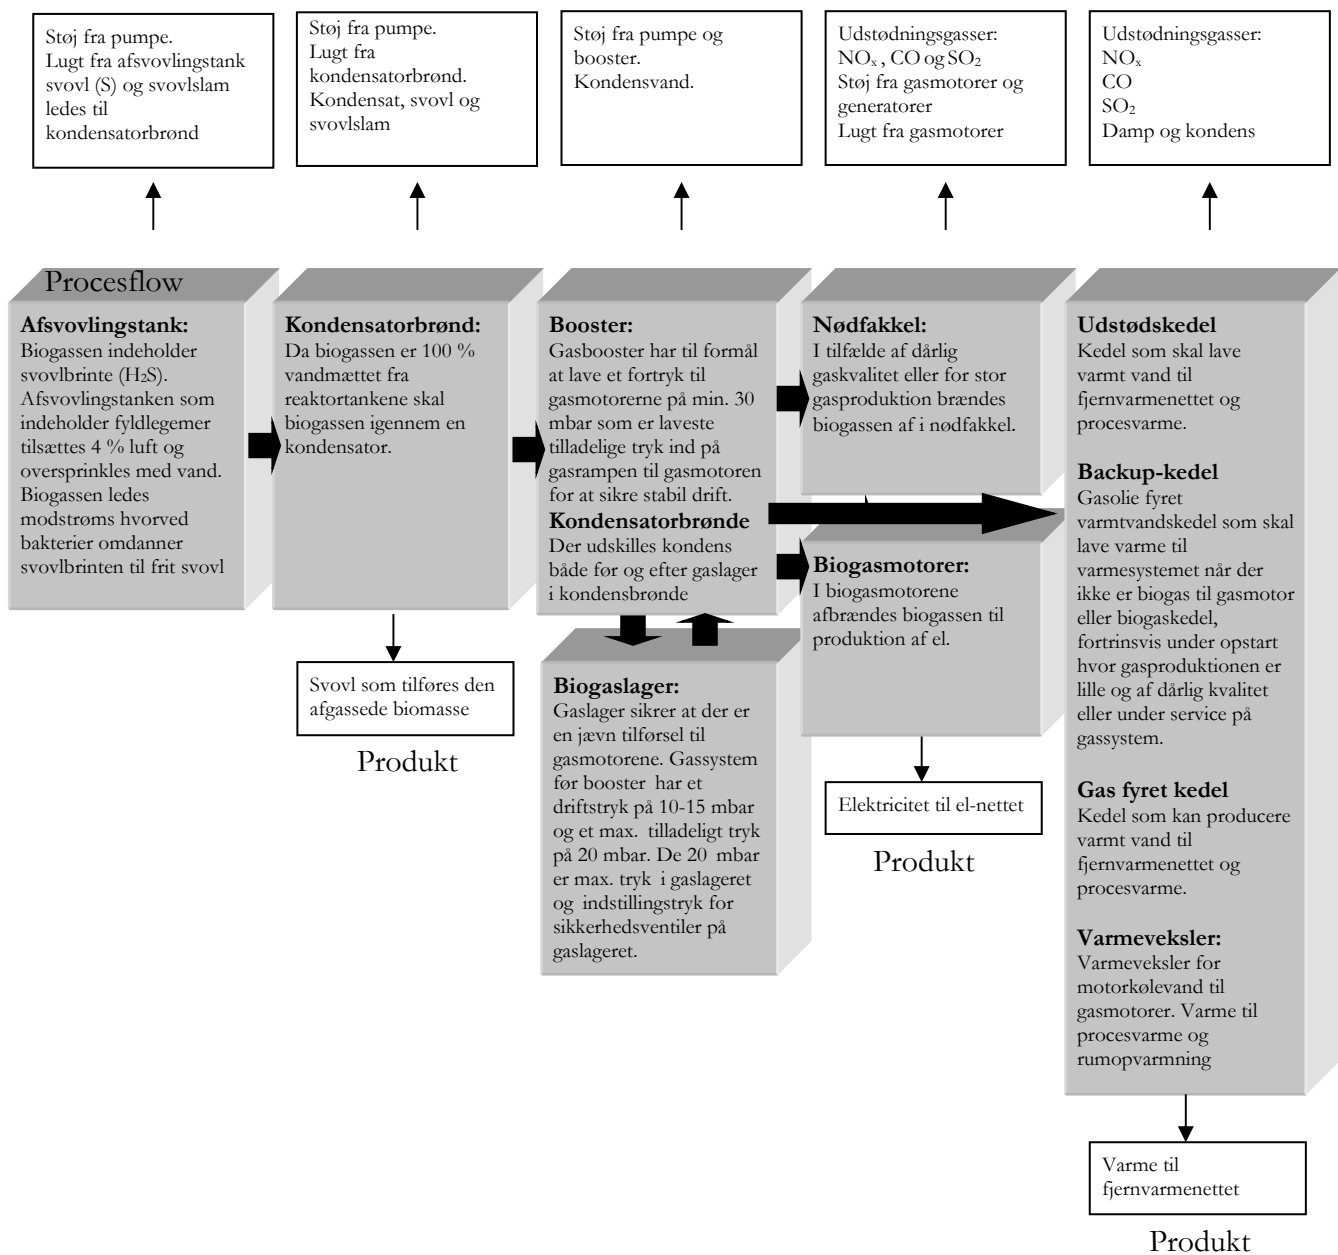 Støj fra pumpe.
Lugt fra afsvovlingstank
svovl (S) og svovlslam
ledes til
kondensatorbrønd
Støj fra pumpe.
Lugt fra
kondensatorbrønd.
Kondensat, svovl og
svovlslam
Støj fra pumpe og
booster.
Kondensvand.
Udstødningsgasser:
NOₓ , CO og SO₂
Støj fra gasmotorer og
generatorer
Lugt fra gasmotorer
Udstødningsgasser:
NOₓ
CO
SO₂
Damp og kondens
Procesflow
Afsvovlingstank:
Biogassen indeholder
svovlbrinte (H₂S).
Afsvovlingstanken som
indeholder fyldlegemer
tilsættes 4 % luft og
oversprinkles med vand.
Biogassen ledes
modstrøms hvorved
bakterier omdanner
svovlbrinten til frit svovl
Kondensatorbrønd:
Da biogassen er 100 %
vandmættet fra
reaktortankene skal
biogassen igennem en
kondensator.
Svovl som tilføres den
afgassede biomasse
Produkt
Booster:
Gasbooster har til formål
at lave et fortryk til
gasmotorerne på min. 30
mbar som er laveste
tilladelige tryk ind på
gasrampen til gasmotoren
for at sikre stabil drift.
Kondensatorbrønde
Der udskilles kondens
både før og efter gaslager
i kondensbrønde
Biogaslager:
Gaslager sikrer at der er
en jævn tilførsel til
gasmotorene. Gassystem
før booster har et
driftstryk på 10-15 mbar
og et max. tilladeligt tryk
på 20 mbar. De 20 mbar
er max. tryk i gaslageret
og indstillingstryk for
sikkerhedsventiler på
gaslageret.
Nødfakkel:
I tilfælde af dårlig
gaskvalitet eller for stor
gasproduktion brændes
biogassen af i nødfakkel.
Biogasmotorer:
I biogasmotorene
afbrændes biogassen til
produktion af el.
Elektricitet til el-nettet
Produkt
Udstødskedel
Kedel som skal lave
varmt vand til
fjernvarmenettet og
procesvarme.
Backup-kedel
Gasolie fyret
varmtvandskedel som skal
lave varme til
varmesystemet når der
ikke er biogas til gasmotor
eller biogaskedel,
fortrinsvis under opstart
hvor gasproduktionen er
lille og af dårlig kvalitet
eller under service på
gassystem.
Gas fyret kedel
Kedel som kan producere
varmt vand til
fjernvarmenettet og
procesvarme.
Varmeveksler:
Varmeveksler for
motorkølevand til
gasmotorer. Varme til
procesvarme og
rumopvarmning
Varme til
fjernvarmenettet
Produkt